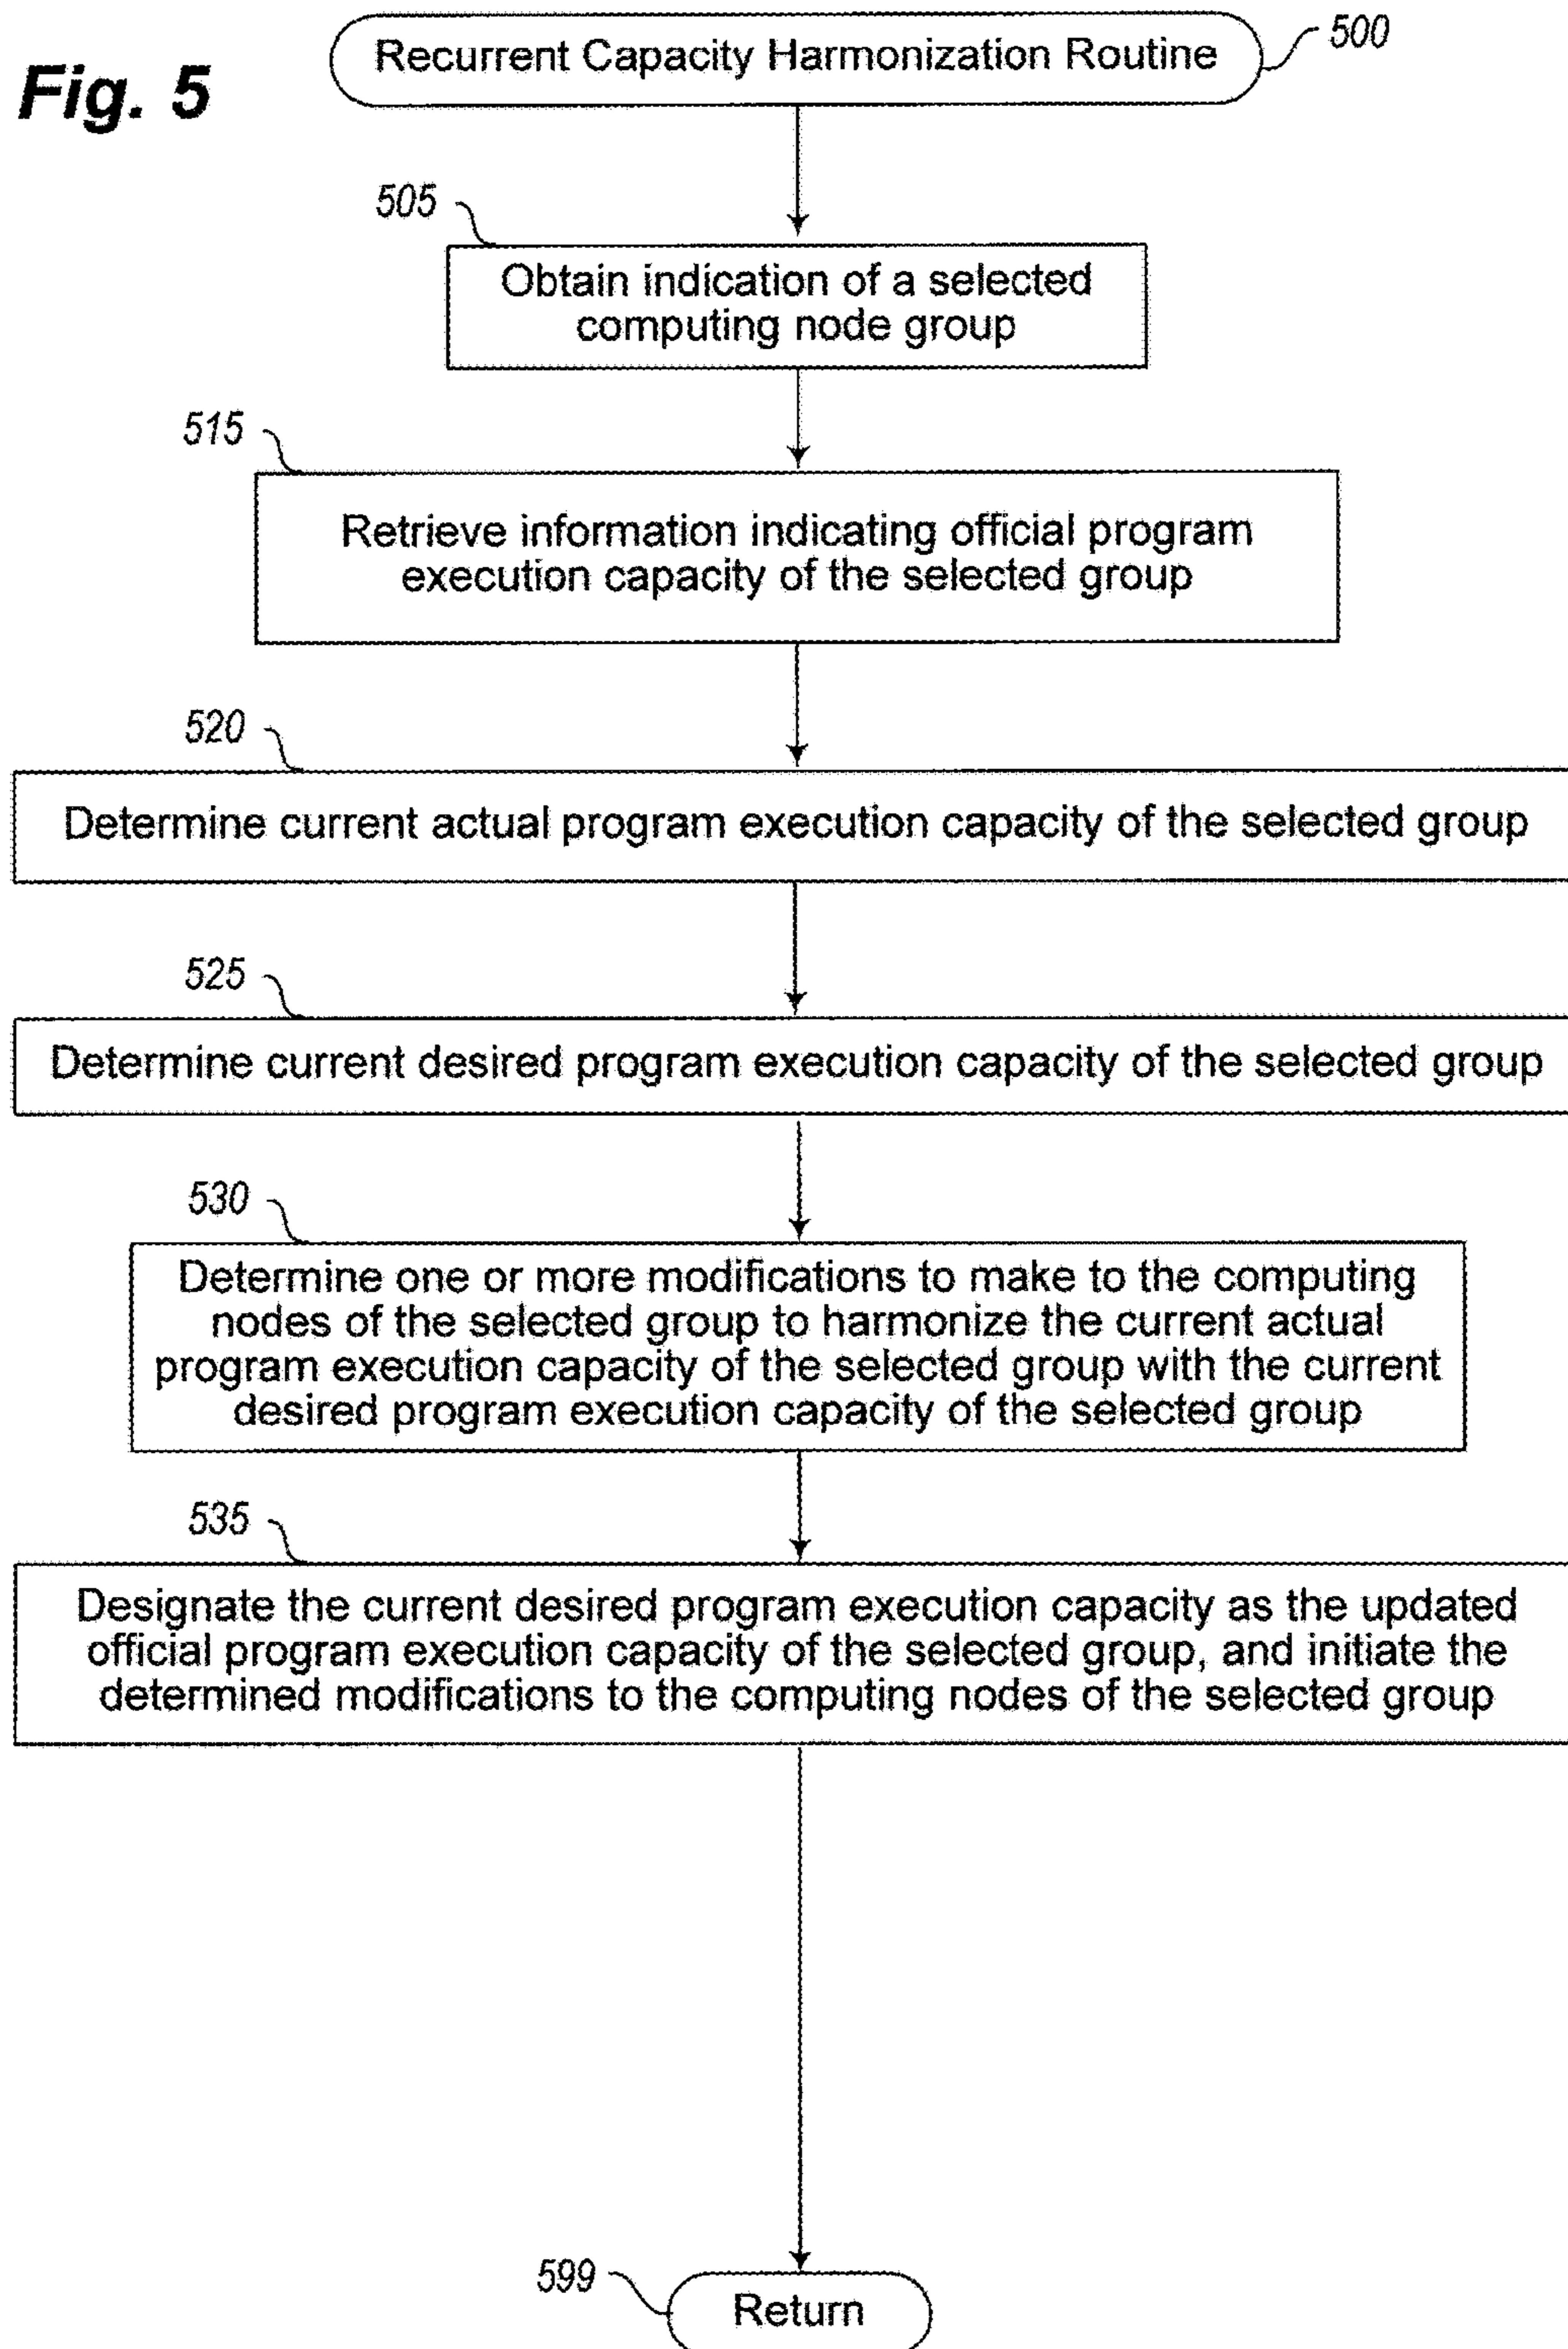 Fig. 5
Recurrent Capacity Harmonization Routine
500
505
Obtain indication of a selected
computing node group
515
Retrieve information indicating official program
execution capacity of the selected group
520
Determine current actual program execution capacity of the selected group
525
Determine current desired program execution capacity of the selected group
530
Determine one or more modifications to make to the computing
nodes of the selected group to harmonize the current actual
program execution capacity of the selected group with the current
desired program execution capacity of the selected group
535
Designate the current desired program execution capacity as the updated
official program execution capacity of the selected group, and initiate the
determined modifications to the computing nodes of the selected group
599
Return